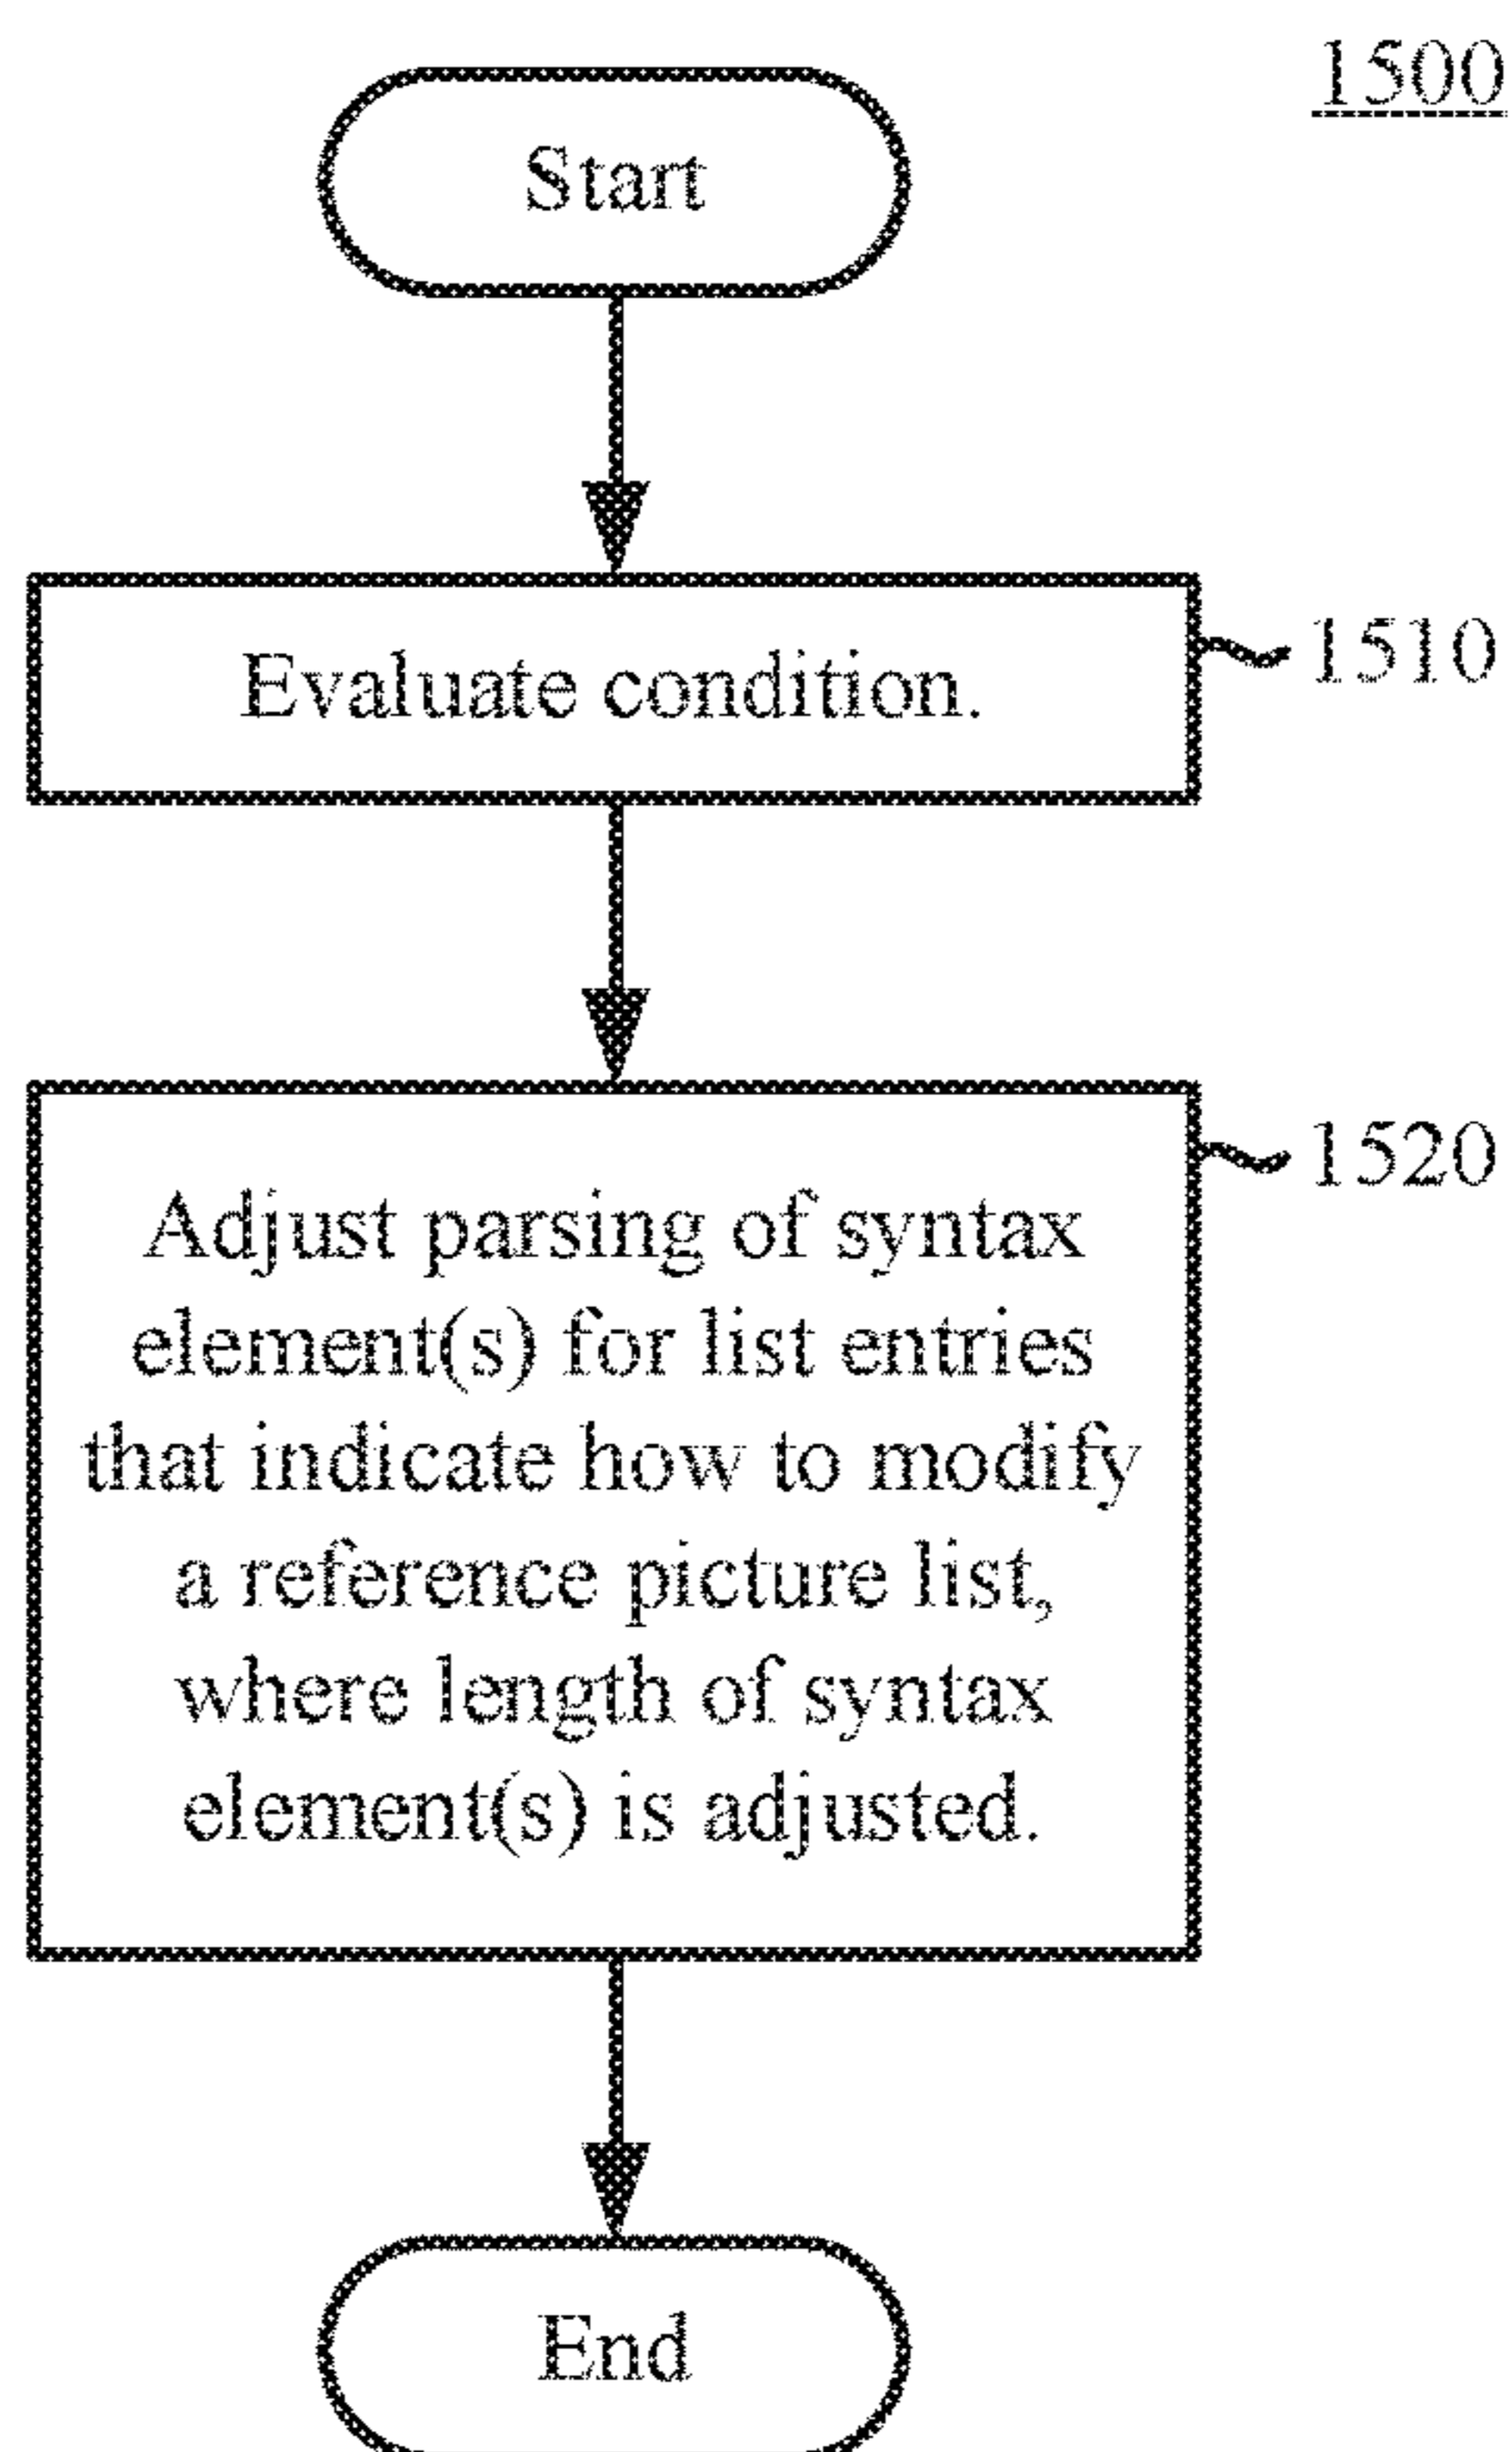 1500
Start
Evaluate condition.
1510
1520
Adjust parsing of syntax
element(s) for list entries
that indicate how to modify
a reference picture list,
where length of syntax
element(s) is adjusted.
End